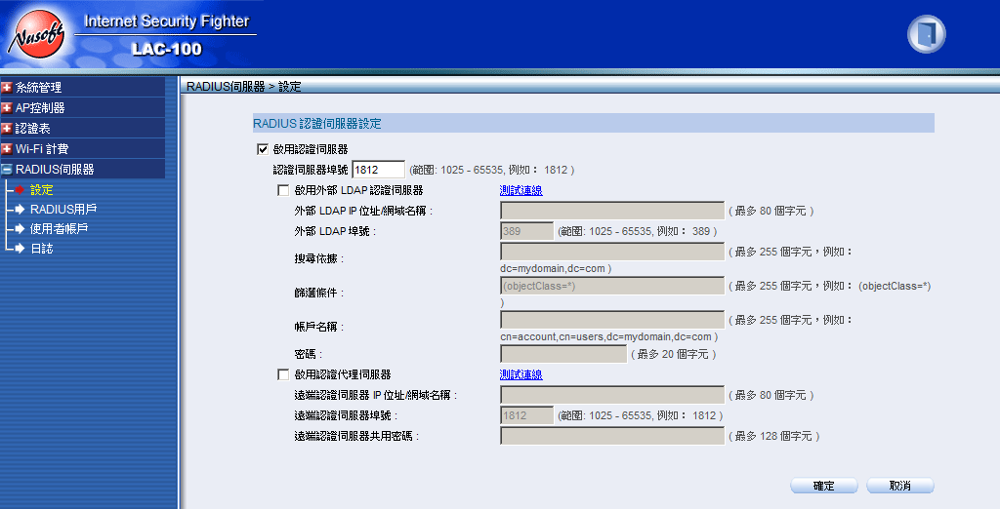 Nusoft
Internet Security Fighter
LAC-100
系統管理
AP控制器
認證表
Wi-Fi 計費
RADIUS伺服器
設定
RADIUS用戶
使用者帳戶
日誌
RADIUS伺服器 > 設定
RADIUS 認證伺服器設定
啟用認證伺服器
認證伺服器埠號 1812 (範圍: 1025 - 65535, 例如： 1812 )
啟用外部 LDAP 認證伺服器 測試連線
外部 LDAP IP 位址/網域名稱 : ( 最多 80 個字元 )
外部 LDAP 埠號 : 389 (範圍: 1025 - 65535, 例如： 389 )
搜尋依據 : ( 最多 255 個字元，例如：
dc=mydomain,dc=com )
篩選條件 : (objectClass=*) ( 最多 255 個字元，例如： (objectClass=*)
)
帳戶名稱 : ( 最多 255 個字元，例如：
cn=account,cn=users,dc=mydomain,dc=com )
密碼 : ( 最多 20 個字元 )
啟用認證代理伺服器 測試連線
遠端認證伺服器 IP 位址/網域名稱 : ( 最多 80 個字元 )
遠端認證伺服器埠號 : 1812 (範圍: 1025 - 65535, 例如： 1812 )
遠端認證伺服器共用密碼 : ( 最多 128 個字元 )
確定 取消